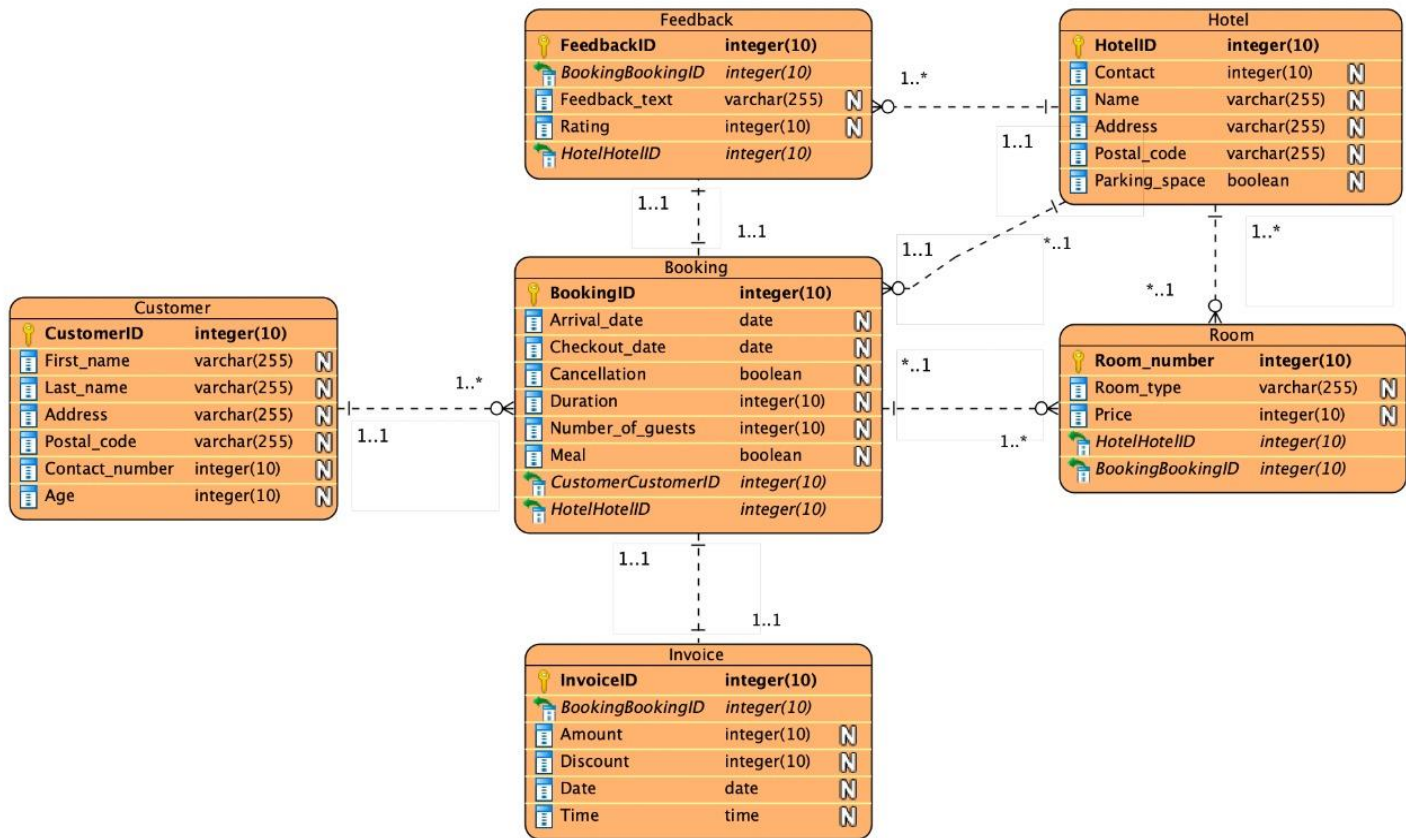 Feedback
FeedbackID integer(10)
BookingBookingID integer(10)
Feedback_text varchar(255) N
Rating integer(10) N
HotelHotelID integer(10)
1..*
1..1
Hotel
HotelID integer(10)
Contact integer(10) N
Name varchar(255) N
Address varchar(255) N
Postal_code varchar(255) N
Parking_space boolean N
1..1
1..1
1..1
*..1
1..*
*..1
Customer
CustomerID integer(10)
First_name varchar(255) N
Last_name varchar(255) N
Address varchar(255) N
Postal_code varchar(255) N
Contact_number integer(10) N
Age integer(10) N
1..*
1..1
Booking
BookingID integer(10)
Arrival_date date N
Checkout_date date N
Cancellation boolean N
Duration integer(10) N
Number_of_guests integer(10) N
Meal boolean N
CustomerCustomerID integer(10)
HotelHotelID integer(10)
*..1
1..*
Room
Room_number integer(10)
Room_type varchar(255) N
Price integer(10) N
HotelHotelID integer(10)
BookingBookingID integer(10)
1..1
1..1
Invoice
InvoiceID integer(10)
BookingBookingID integer(10)
Amount integer(10) N
Discount integer(10) N
Date date N
Time time N